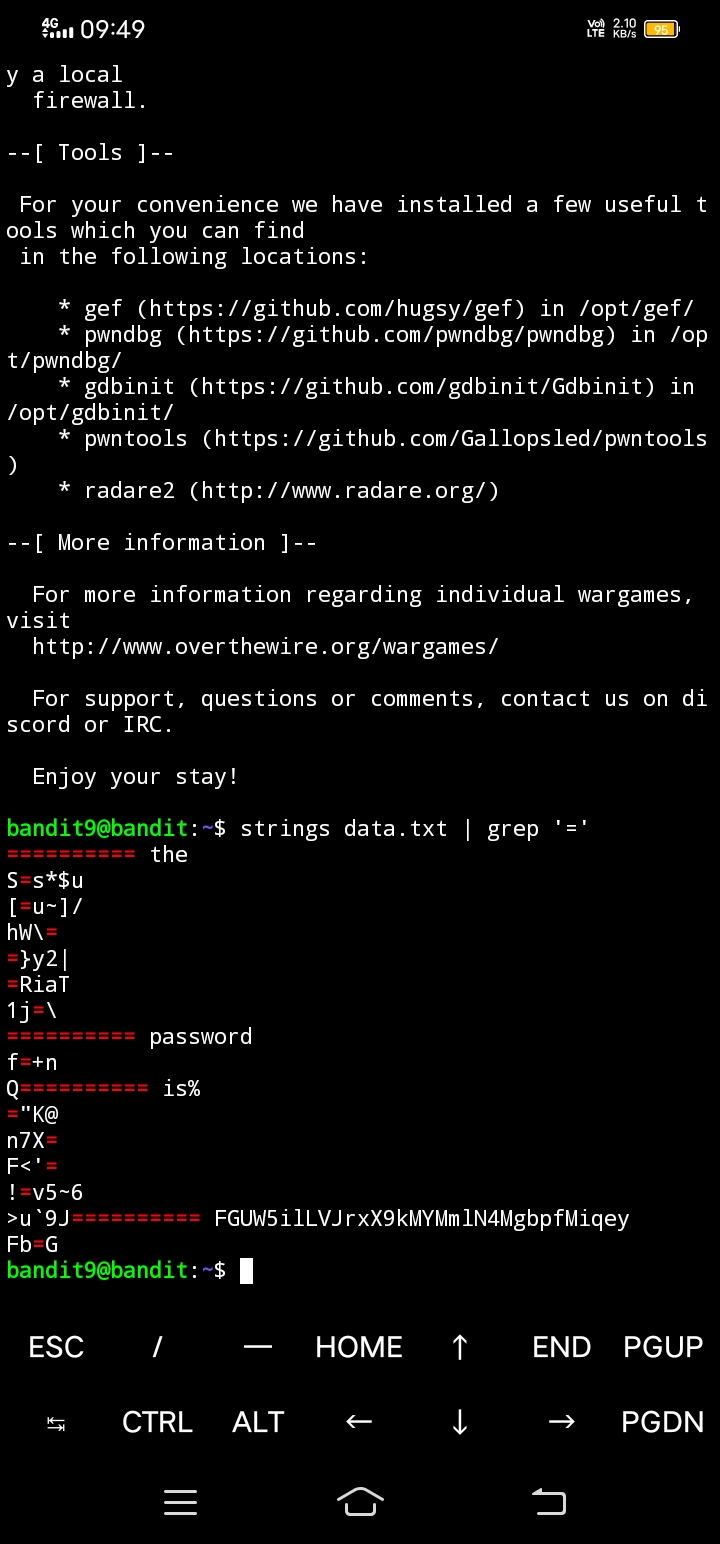 4G 09:49 Vo) LTE 2.10 KB/s 95
y a local
  firewall.
--[ Tools ]--
 For your convenience we have installed a few useful t
ools which you can find
 in the following locations:
    * gef (https://github.com/hugsy/gef) in /opt/gef/
    * pwndbg (https://github.com/pwndbg/pwndbg) in /op
t/pwndbg/
    * gdbinit (https://github.com/gdbinit/Gdbinit) in
/opt/gdbinit/
    * pwntools (https://github.com/Gallopsled/pwntools
)
    * radare2 (http://www.radare.org/)
--[ More information ]--
  For more information regarding individual wargames,
visit
  http://www.overthewire.org/wargames/
  For support, questions or comments, contact us on di
scord or IRC.
  Enjoy your stay!
bandit9@bandit:~$ strings data.txt | grep '='
========== the
S=s*$u
[=u~]/
hW\=
=}y2|
=RiaT
1j=\
========== password
f=+n
Q========== is%
="K@
n7X=
F<'=
!=v5~6
>u`9J========== FGUW5ilLVJrxX9kMYMmlN4MgbpfMiqey
Fb=G
bandit9@bandit:~$
ESC / — HOME ↑ END PGUP
↹ CTRL ALT ← ↓ → PGDN